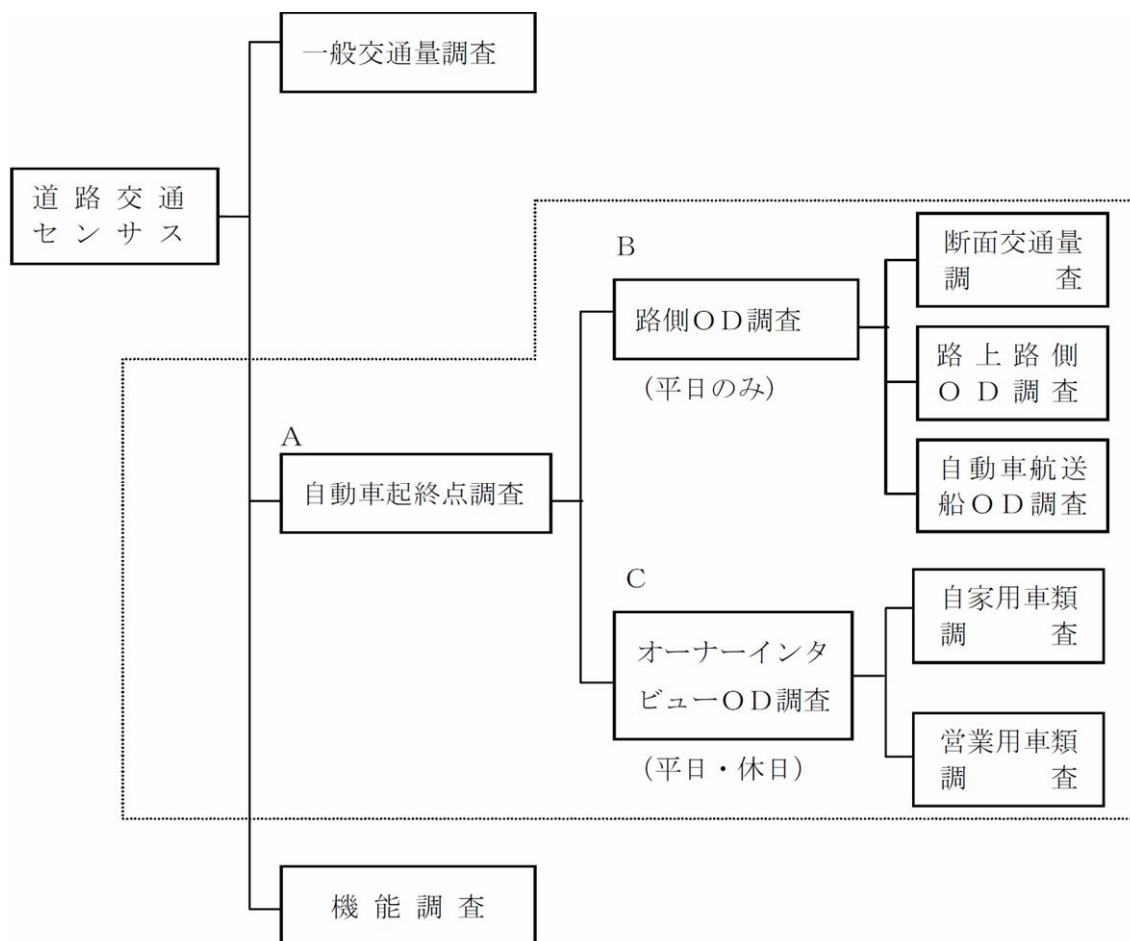 一般交通量調査
道路交通
センサス
B
断面交通量
調査
路側OD調査
(平日のみ)
路上路側
OD調査
自動車航送
船OD調査
A
自動車起終点調査
C
オーナーインタ
ビューOD調査
(平日・休日)
自家用車類
調査
営業用車類
調査
機能調査